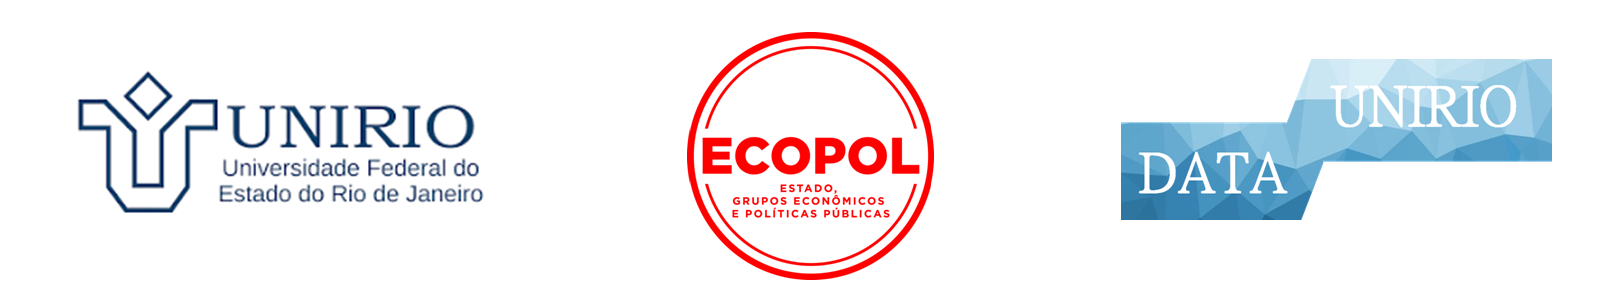 UNIRIO
Universidade Federal do
Estado do Rio de Janeiro
ECOPOL
ESTADO,
GRUPOS ECONÔMICOS
E POLÍTICAS PÚBLICAS
UNIRIO
DATA